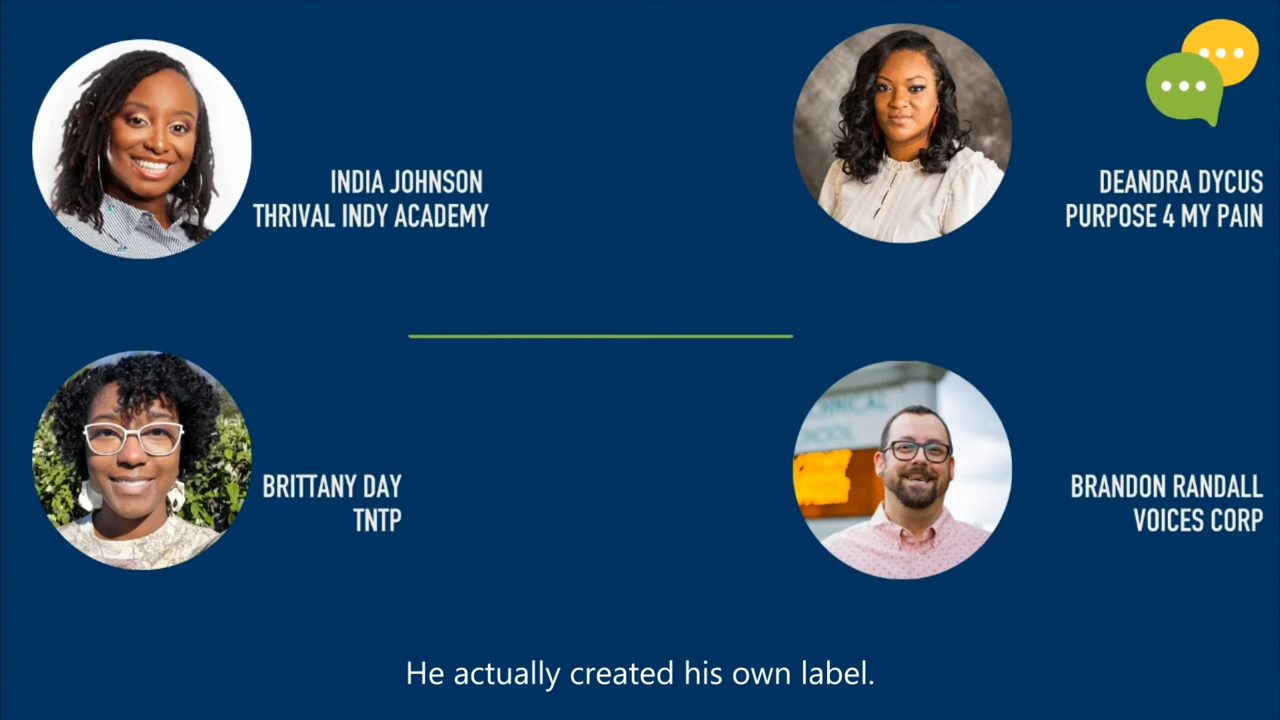 INDIA JOHNSON
THRIVAL INDY ACADEMY
DEANDRA DYCUS
PURPOSE 4 MY PAIN
BRITTANY DAY
TNTP
BRANDON RANDALL
VOICES CORP
He actually created his own label.